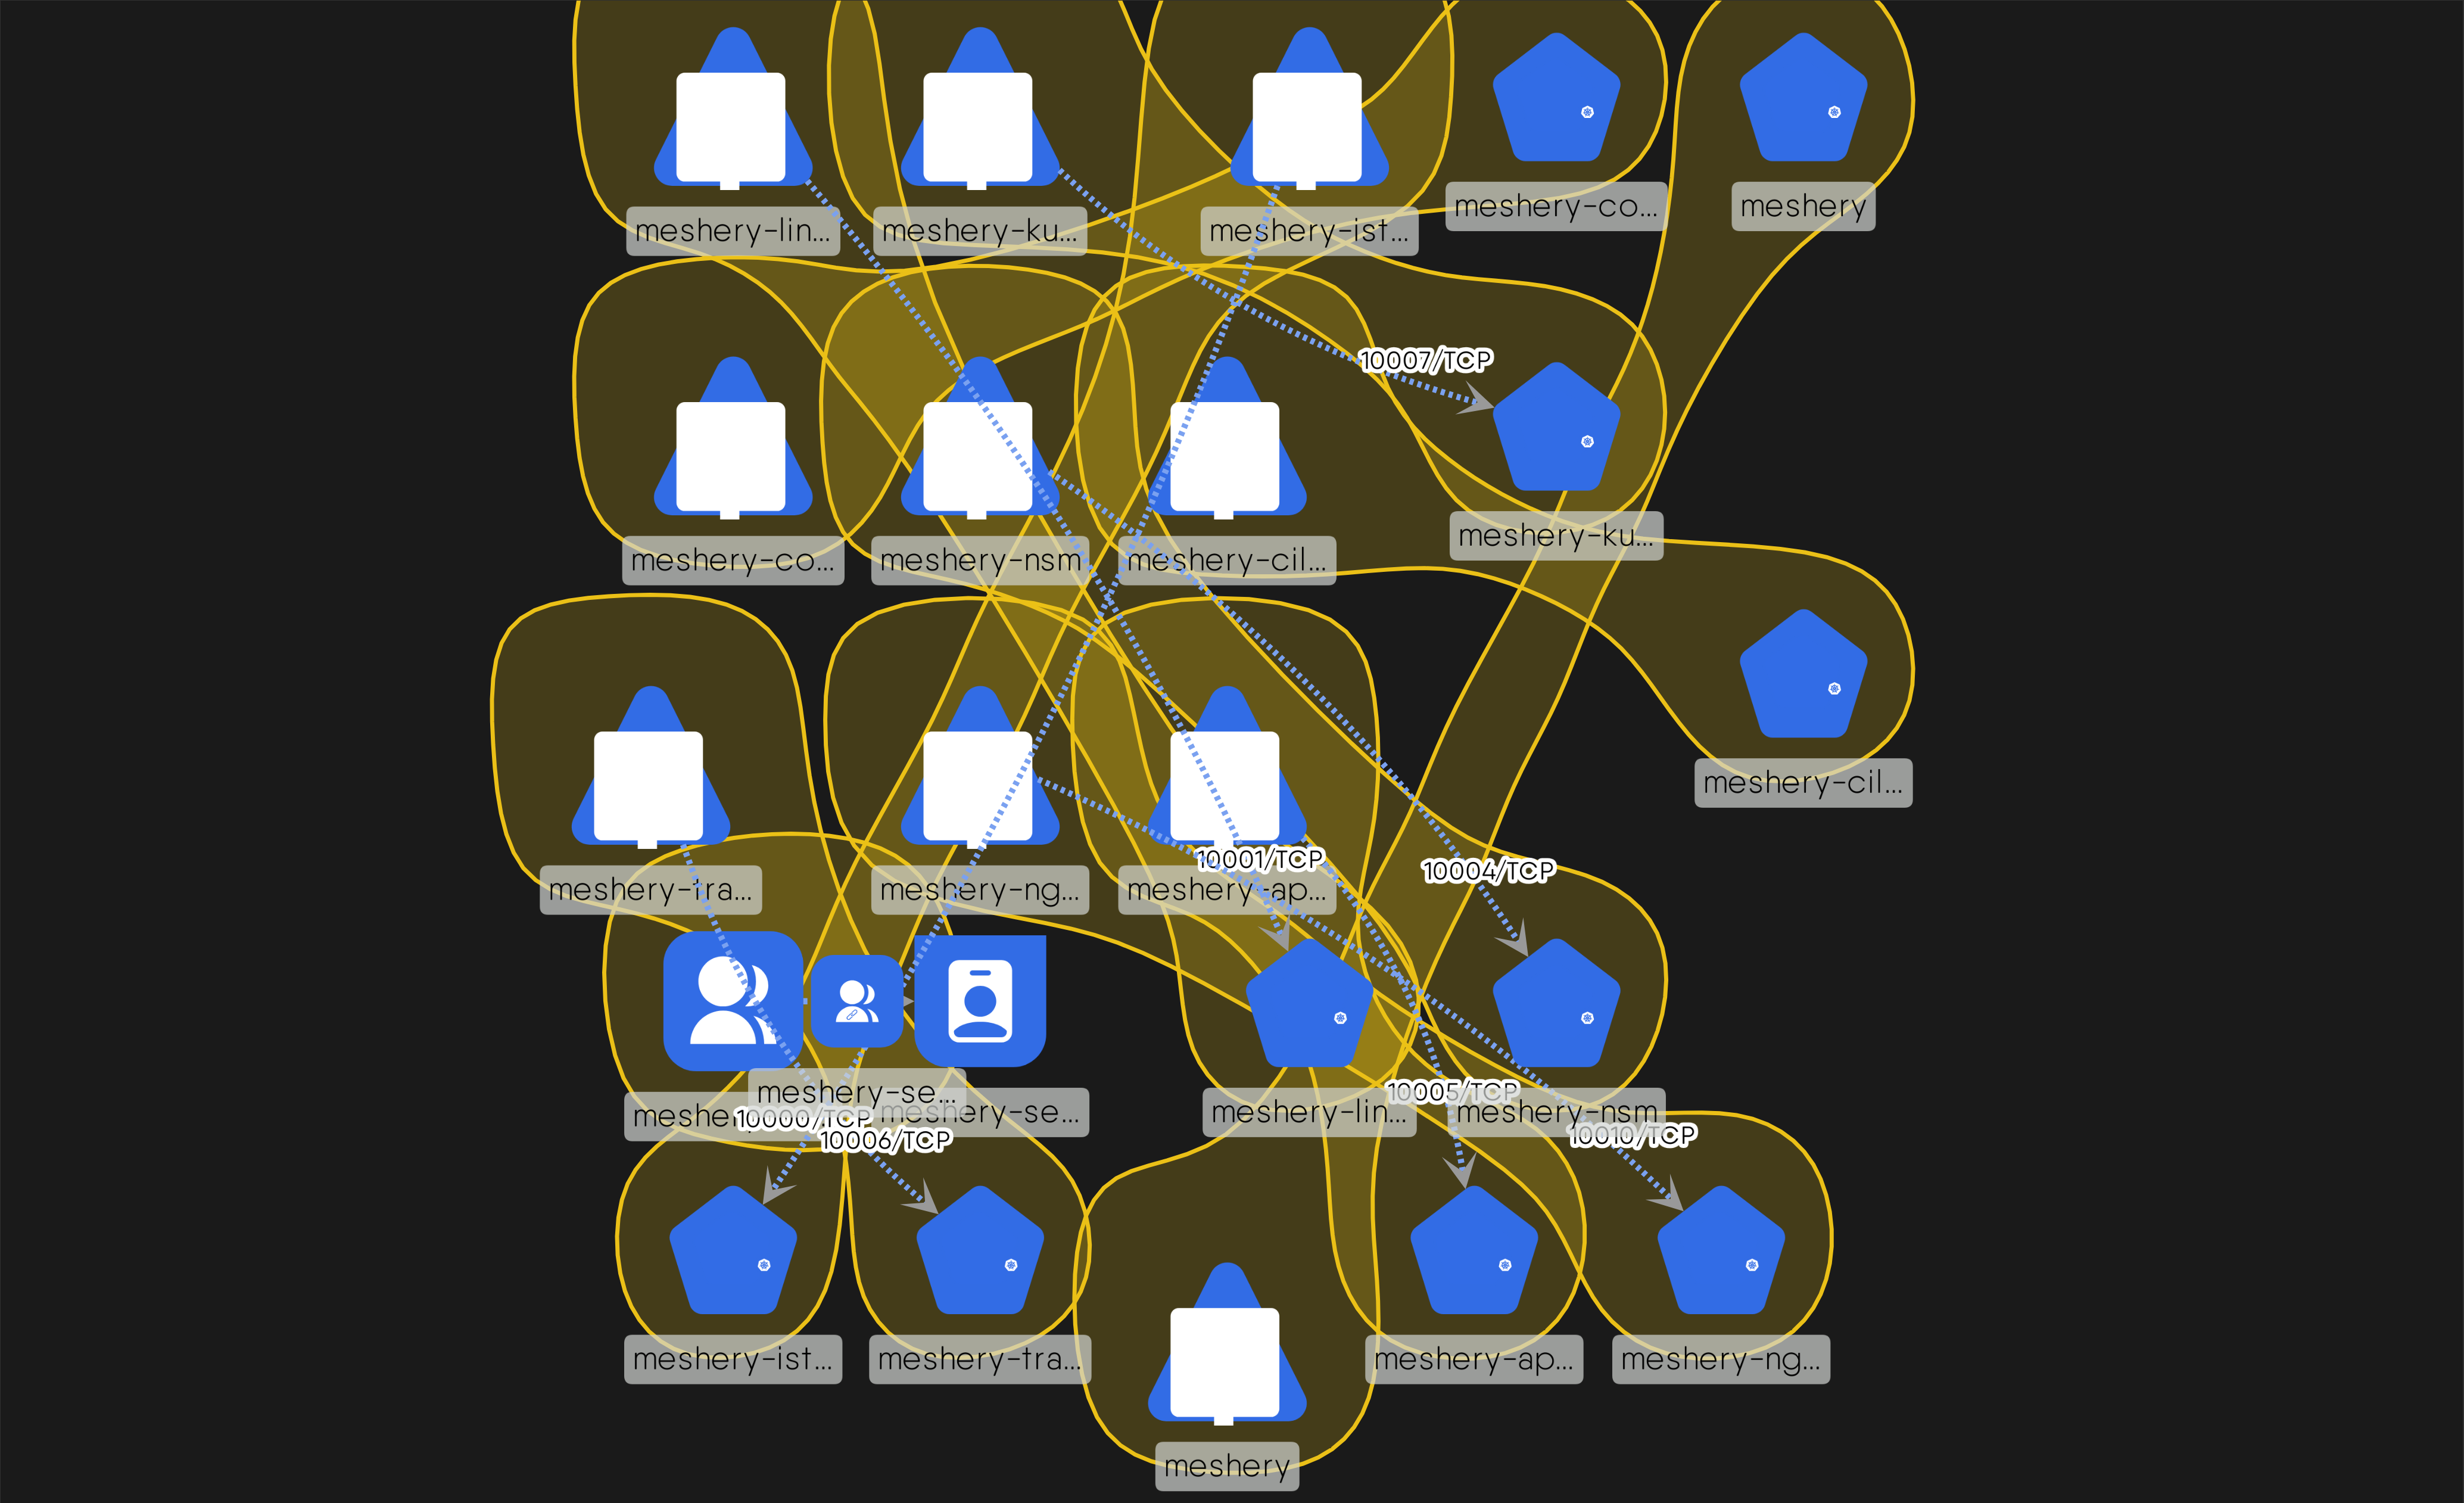 meshery-lin...
meshery-ku...
meshery-ist...
meshery-co...
meshery
10007/TCP
meshery-co...
meshery-nsm
meshery-cil...
meshery-ku...
meshery-cil...
10001/TCP
10004/TCP
meshery-tra...
meshery-ng...
meshery-ap...
meshery-se...
meshery-se...
10000/TCP
10006/TCP
meshery-lin...
10005/TCP
meshery-nsm
10010/TCP
meshery-ist...
meshery-tra...
meshery-ap...
meshery-ng...
meshery